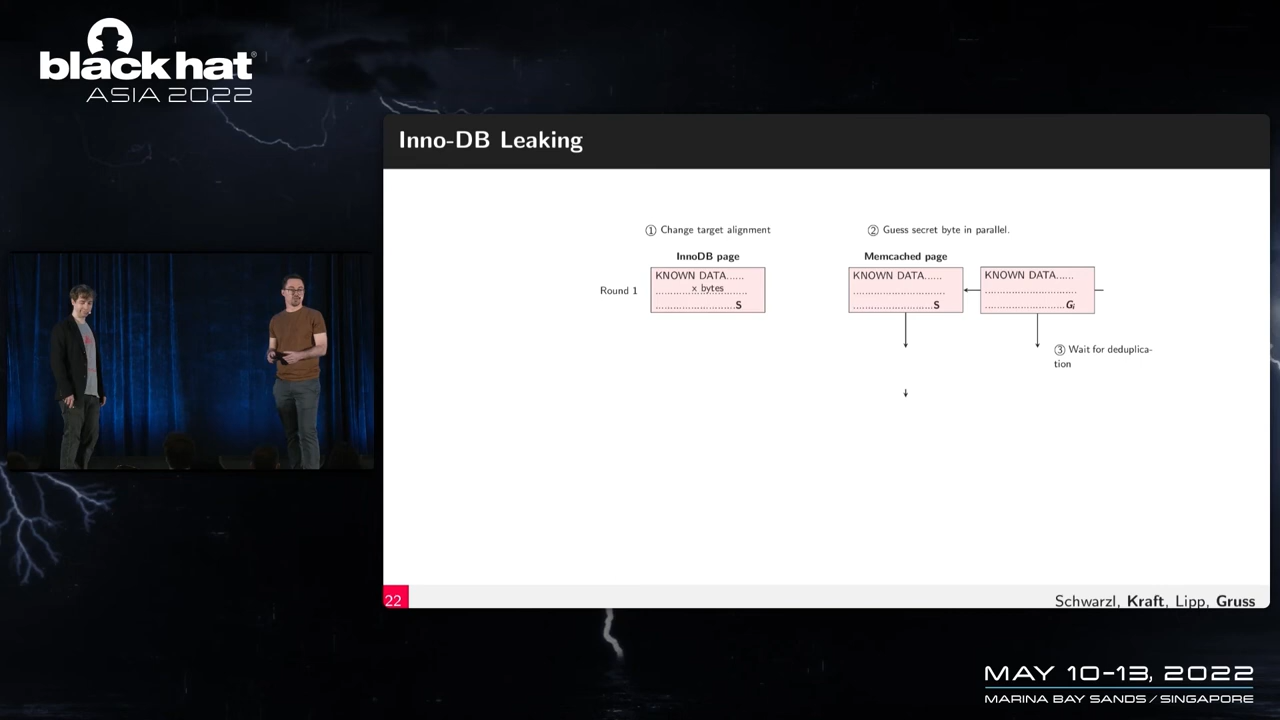 black hat®
ASIA 2022
Inno-DB Leaking
① Change target alignment
② Guess secret byte in parallel.
InnoDB page
Memcached page
Round 1
KNOWN DATA......
x bytes
S
KNOWN DATA......
S
KNOWN DATA......
Gᵢ
③ Wait for deduplica-
tion
22
Schwarzl, Kraft, Lipp, Gruss
MAY 10-13, 2022
MARINA BAY SANDS / SINGAPORE